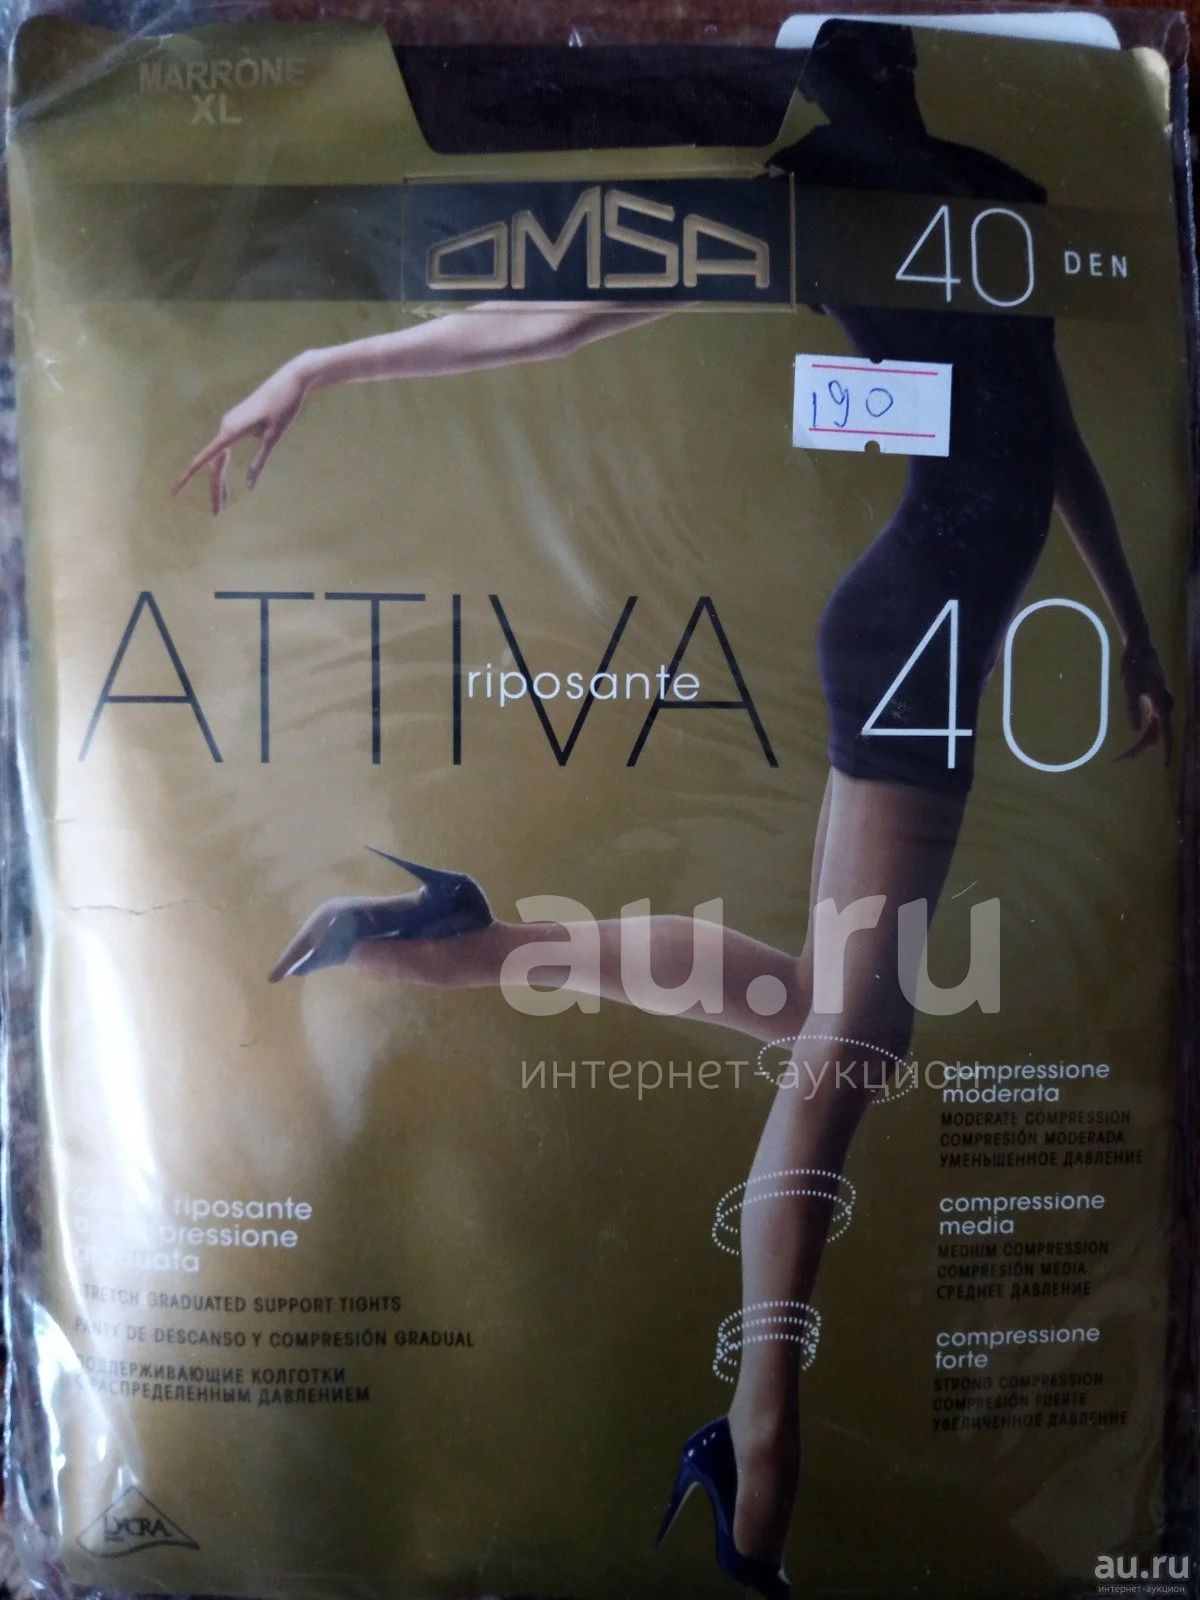 MARRONE
XL
OMSA
40 DEN
190
ATTIVA 40
riposante
au.ru
интернет-аукцион
compressione
moderata
MODERATE COMPRESSION
COMPRESIÓN MODERADA
УМЕНЬШЕННОЕ ДАВЛЕНИЕ
compressione
media
MEDIUM COMPRESSION
COMPRESIÓN MEDIA
СРЕДНЕЕ ДАВЛЕНИЕ
compressione
forte
STRONG COMPRESSION
COMPRESIÓN FUERTE
УВЕЛИЧЕННОЕ ДАВЛЕНИЕ
riposante
STRETCH GRADUATED SUPPORT TIGHTS
PANTY DE DESCANSO Y COMPRESIÓN GRADUAL
ПОДДЕРЖИВАЮЩИЕ КОЛГОТКИ
С РАСПРЕДЕЛЕННЫМ ДАВЛЕНИЕМ
LYCRA
au.ru
интернет-аукцион